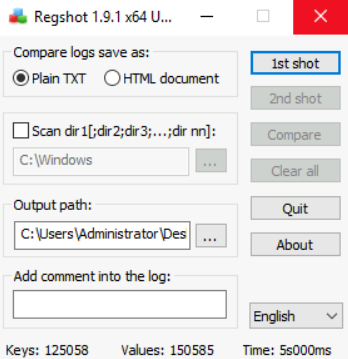 Regshot 1.9.1 x64 U...
Compare logs save as:
Plain TXT
HTML document
1st shot
2nd shot
Scan dir1[;dir2;dir3;...;dir nn]:
Compare
C:\Windows
...
Clear all
Output path:
Quit
C:\Users\Administrator\Des
...
About
Add comment into the log:
English
Keys: 125058
Values: 150585
Time: 5s000ms